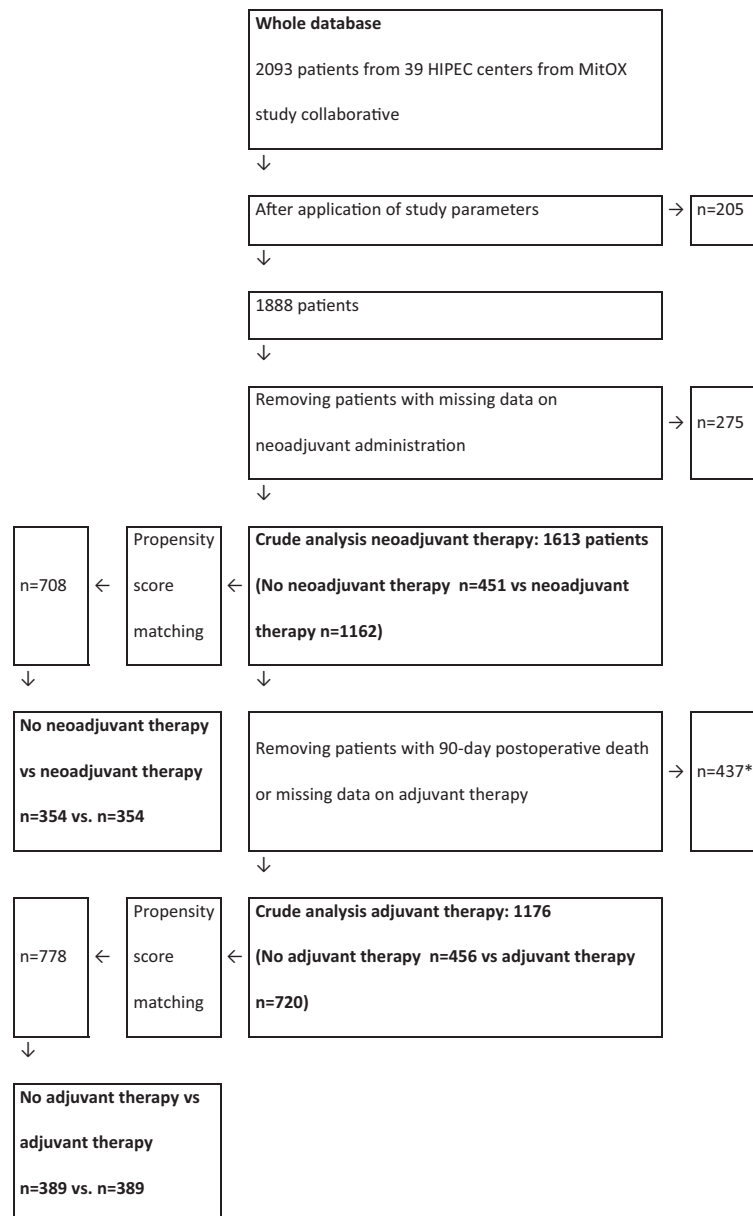 Whole database
2093 patients from 39 HIPEC centers from MitOX
study collaborative
↓
After application of study parameters
→
n=205
↓
1888 patients
↓
Removing patients with missing data on
neoadjuvant administration
→
n=275
↓
Crude analysis neoadjuvant therapy: 1613 patients
(No neoadjuvant therapy n=451 vs neoadjuvant
therapy n=1162)
←
Propensity
score
matching
←
n=708
↓
↓
No neoadjuvant therapy
vs neoadjuvant therapy
n=354 vs. n=354
Removing patients with 90-day postoperative death
or missing data on adjuvant therapy
→
n=437*
↓
Crude analysis adjuvant therapy: 1176
(No adjuvant therapy n=456 vs adjuvant therapy
n=720)
←
Propensity
score
matching
←
n=778
↓
No adjuvant therapy vs
adjuvant therapy
n=389 vs. n=389